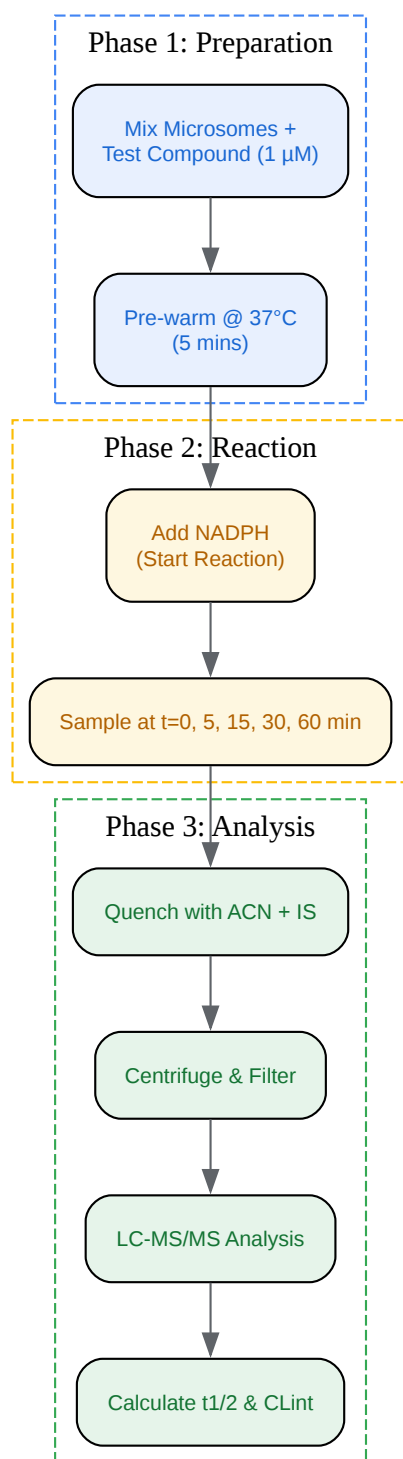 Phase 1: Preparation
Mix Microsomes +
Test Compound (1 µM)
Pre-warm @ 37°C
(5 mins)
Phase 2: Reaction
Add NADPH
(Start Reaction)
Sample at t=0, 5, 15, 30, 60 min
Phase 3: Analysis
Quench with ACN + IS
Centrifuge & Filter
LC-MS/MS Analysis
Calculate t1/2 & CLint